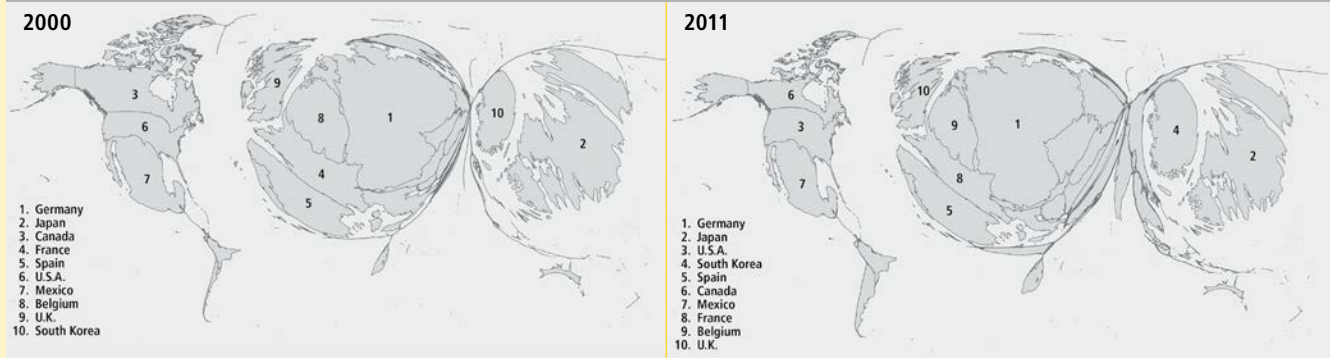 2000
3
6
7
9
8
1
4
5
10
2
1. Germany
2. Japan
3. Canada
4. France
5. Spain
6. U.S.A.
7. Mexico
8. Belgium
9. U.K.
10. South Korea
2011
6
3
7
10
9
1
8
5
4
2
1. Germany
2. Japan
3. U.S.A.
4. South Korea
5. Spain
6. Canada
7. Mexico
8. France
9. Belgium
10. U.K.